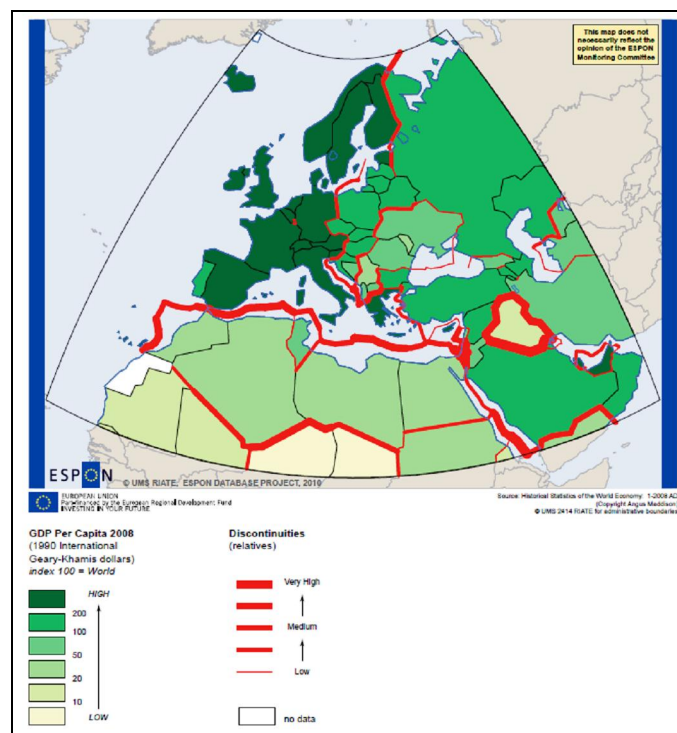 This map does not
necessarily reflect the
opinion of the ESPON
Monitoring Committee
ESPON
© UMS RIATE, ESPON DATABASE PROJECT, 2010
EUROPEAN UNION
Part-financed by the European Regional Development Fund
INVESTING IN YOUR FUTURE
Source: Historical Statistics of the World Economy: 1-2008 AD
(Copyright Angus Maddison)
© UMS 2414 RIATE for administrative boundaries
GDP Per Capita 2008
(1990 International
Geary-Khamis dollars)
index 100 = World
HIGH
200
100
50
20
10
LOW
Discontinuities
(relatives)
Very High
Medium
Low
no data